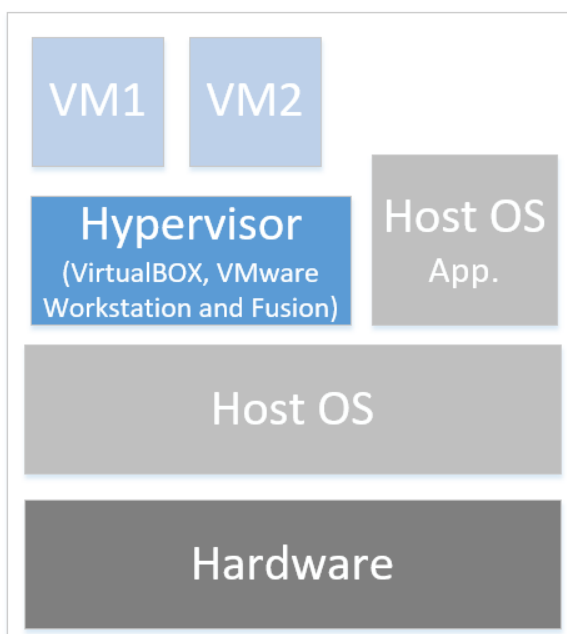 VM1
VM2
Hypervisor
(VirtualBOX, VMware
Workstation and Fusion)
Host OS
App.
Host OS
Hardware